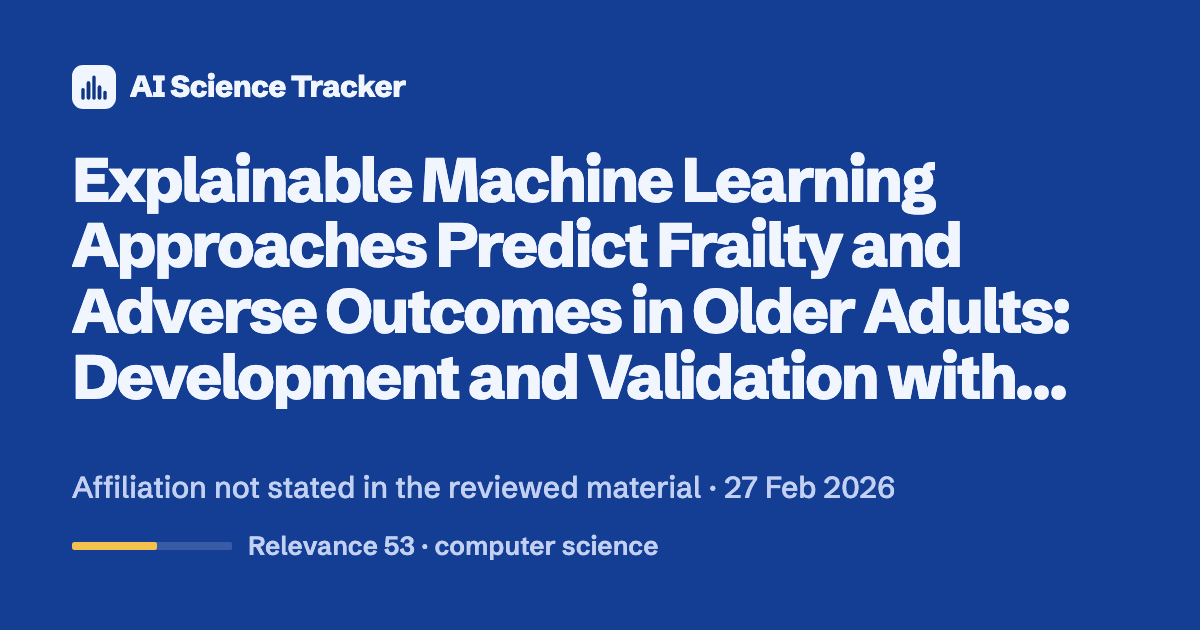 AI Science Tracker
Explainable Machine Learning
Approaches Predict Frailty and
Adverse Outcomes in Older Adults:
Development and Validation with...
Affiliation not stated in the reviewed material · 27 Feb 2026
Relevance 53 · computer science